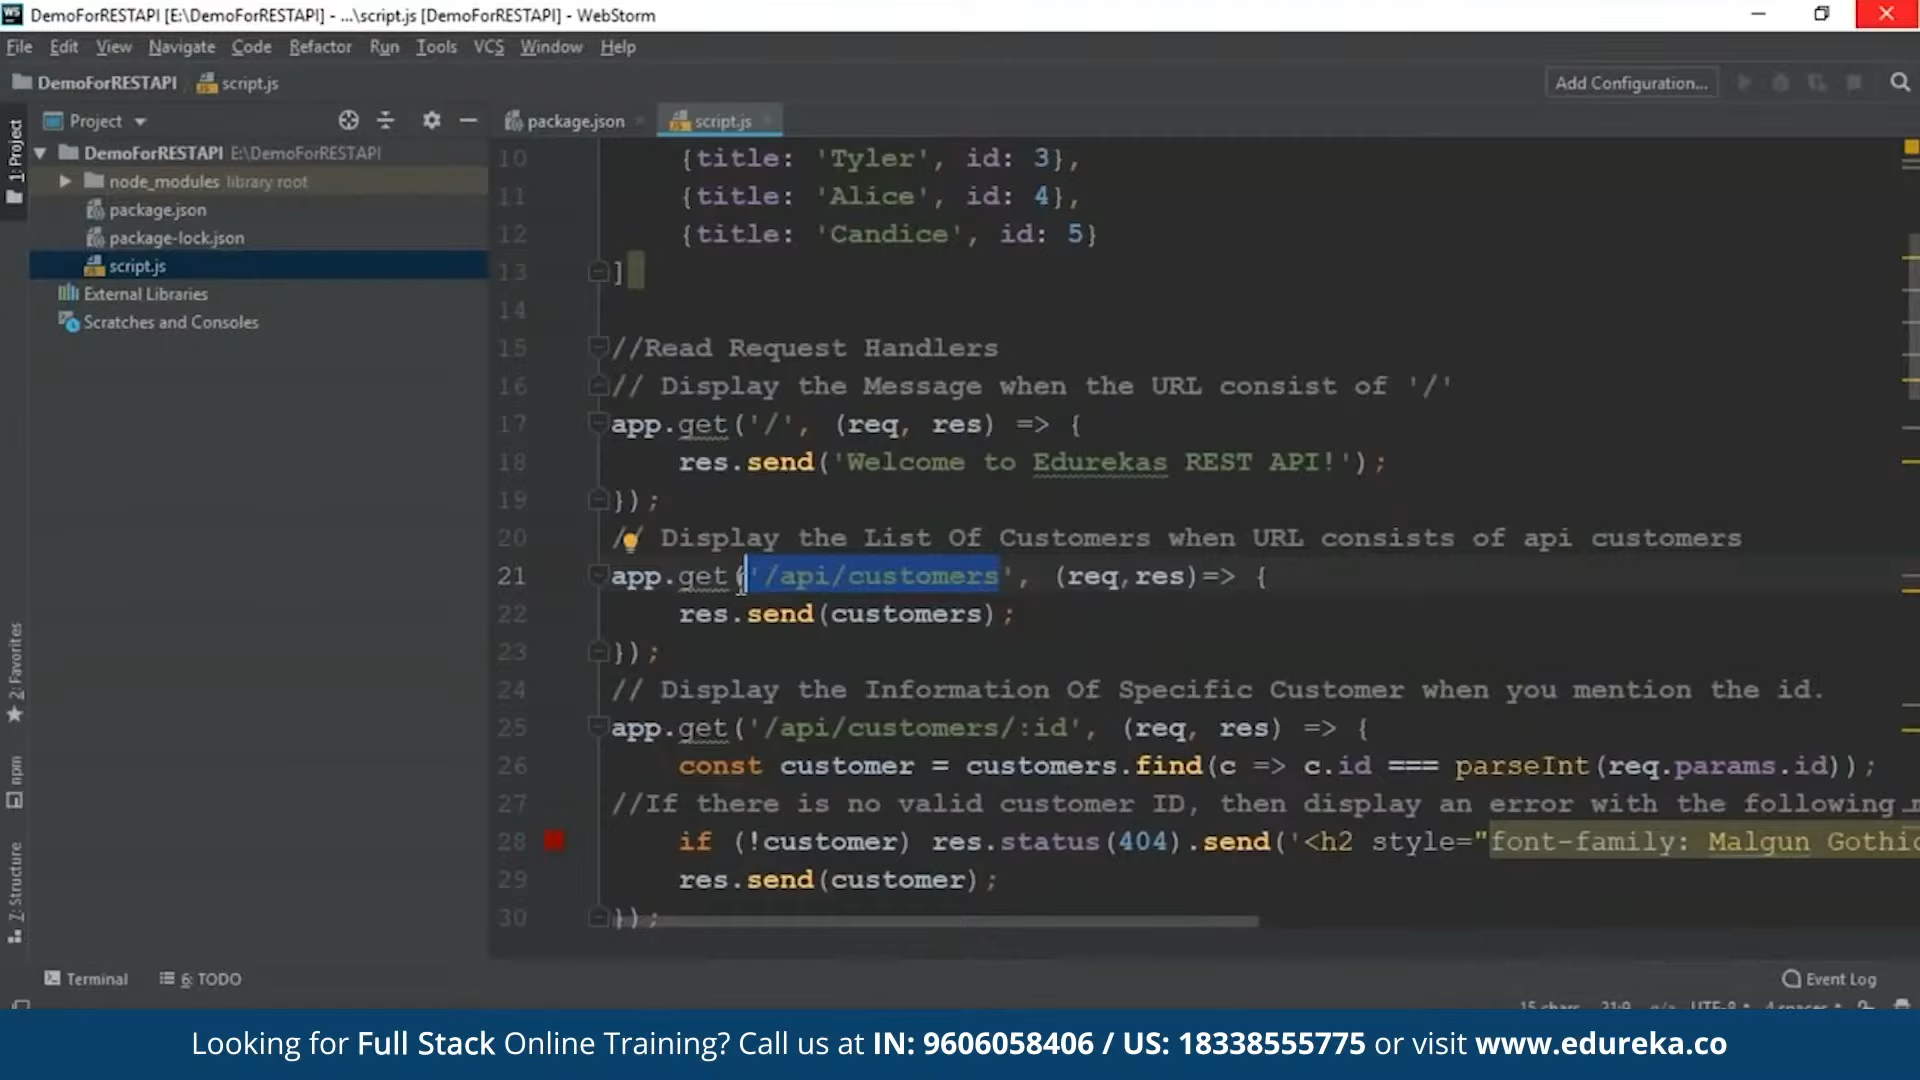 DemoForRESTAPI [E:\DemoForRESTAPI] - ...\script.js [DemoForRESTAPI] - WebStorm
File Edit View Navigate Code Refactor Run Tools VCS Window Help
DemoForRESTAPI script.js Add Configuration...
Project package.json script.js
1: Project
DemoForRESTAPI E:\DemoForRESTAPI
node_modules library root
package.json
package-lock.json
script.js
External Libraries
Scratches and Consoles
10 {title: 'Tyler', id: 3},
11 {title: 'Alice', id: 4},
12 {title: 'Candice', id: 5}
13 ]
14
15 //Read Request Handlers
16 // Display the Message when the URL consist of '/'
17 app.get('/', (req, res) => {
18 res.send('Welcome to Edurekas REST API!');
19 });
20 // Display the List Of Customers when URL consists of api customers
21 app.get('/api/customers', (req,res)=> {
22 res.send(customers);
23 });
24 // Display the Information Of Specific Customer when you mention the id.
25 app.get('/api/customers/:id', (req, res) => {
26 const customer = customers.find(c => c.id === parseInt(req.params.id));
27 //If there is no valid customer ID, then display an error with the following
28 if (!customer) res.status(404).send('<h2 style="font-family: Malgun Gothic
29 res.send(customer);
30 });
2: Favorites
npm
7: Structure
Terminal 6: TODO Event Log
15 chars 21:9 n/a UTF-8 4 spaces
Looking for Full Stack Online Training? Call us at IN: 9606058406 / US: 18338555775 or visit www.edureka.co